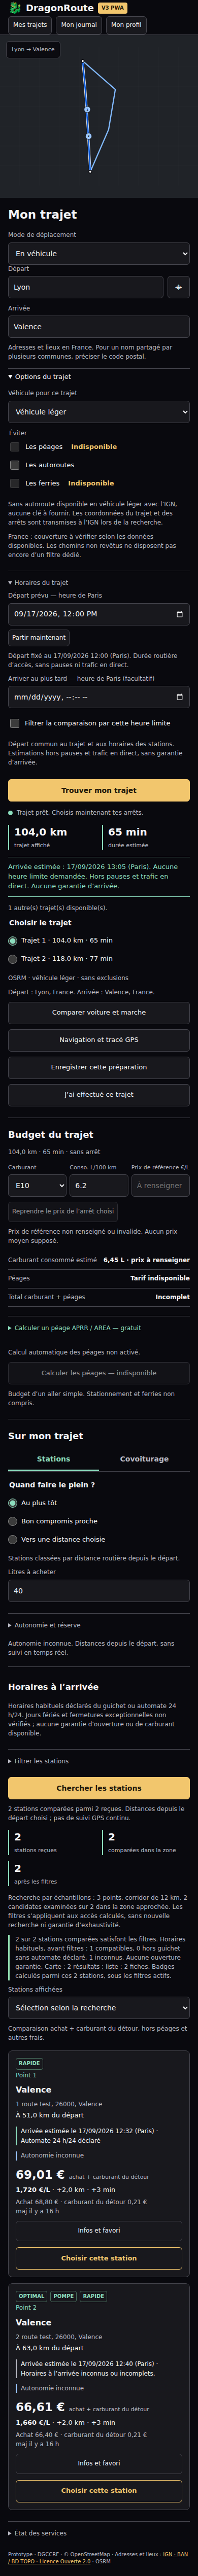 DragonRoute V3 PWA
Mes trajets Mon journal Mon profil
Lyon → Valence
Mon trajet
Mode de déplacement
En véhicule
Départ
Lyon
Arrivée
Valence
Adresses et lieux en France. Pour un nom partagé par
plusieurs communes, préciser le code postal.
▼ Options du trajet
Véhicule pour ce trajet
Véhicule léger
Éviter
Les péages Indisponible
Les autoroutes
Les ferries Indisponible
Sans autoroute disponible en véhicule léger avec l'IGN,
aucune clé à fournir. Les coordonnées du trajet et des
arrêts sont transmises à l'IGN lors de la recherche.
France : couverture à vérifier selon les données
disponibles. Les chemins non revêtus ne disposent pas
encore d'un filtre dédié.
▼ Horaires du trajet
Départ prévu — heure de Paris
09/17/2026, 12:00 PM
Partir maintenant
Départ fixé au 17/09/2026 12:00 (Paris). Durée routière
d'accès, sans pauses ni trafic en direct.
Arriver au plus tard — heure de Paris (facultatif)
mm/dd/yyyy, --:-- --
Filtrer la comparaison par cette heure limite
Départ commun au trajet et aux horaires des stations.
Estimations hors pauses et trafic en direct, sans garantie
d'arrivée.
Trouver mon trajet
Trajet prêt. Choisis maintenant tes arrêts.
104,0 km 65 min
trajet affiché durée estimée
Arrivée estimée : 17/09/2026 13:05 (Paris). Aucune
heure limite demandée. Hors pauses et trafic en
direct. Aucune garantie d'arrivée.
1 autre(s) trajet(s) disponible(s).
Choisir le trajet
Trajet 1 · 104,0 km · 65 min
Trajet 2 · 118,0 km · 77 min
OSRM · véhicule léger · sans exclusions
Départ : Lyon, France. Arrivée : Valence, France.
Comparer voiture et marche
Navigation et tracé GPS
Enregistrer cette préparation
J'ai effectué ce trajet
Budget du trajet
104,0 km · 65 min · sans arrêt
Carburant Conso. L/100 km Prix de référence €/L
E10 6.2 À renseigner
Reprendre le prix de l'arrêt choisi
Prix de référence non renseigné ou invalide. Aucun prix
moyen supposé.
Carburant consommé estimé 6,45 L · prix à renseigner
Péages Tarif indisponible
Total carburant + péages Incomplet
▶ Calculer un péage APRR / AREA — gratuit
Calcul automatique des péages non activé.
Calculer les péages — indisponible
Budget d'un aller simple. Stationnement et ferries non
compris.
Sur mon trajet
Stations Covoiturage
Quand faire le plein ?
Au plus tôt
Bon compromis proche
Vers une distance choisie
Stations classées par distance routière depuis le départ.
Litres à acheter
40
▶ Autonomie et réserve
Autonomie inconnue. Distances depuis le départ, sans
suivi en temps réel.
Horaires à l'arrivée
Horaires habituels déclarés du guichet ou automate 24
h/24. Jours fériés et fermetures exceptionnelles non
vérifiés ; aucune garantie d'ouverture ou de carburant
disponible.
▶ Filtrer les stations
Chercher les stations
2 stations comparées parmi 2 reçues. Distances depuis le
départ choisi ; pas de suivi GPS continu.
2 2
stations reçues comparées dans la zone
2
après les filtres
Recherche par échantillons : 3 points, corridor de 12 km. 2
candidates examinées sur 2 dans la zone approchée. Les
filtres s'appliquent aux accès calculés, sans nouvelle
recherche ni garantie d'exhaustivité.
2 sur 2 stations comparées satisfont les filtres. Horaires
habituels, avant filtres : 1 compatibles, 0 hors guichet
sans automate déclaré, 1 inconnus. Aucune ouverture
garantie. Carte : 2 résultats ; liste : 2 fiches. Badges
calculés parmi ces 2 stations, sous les filtres actifs.
Stations affichées
Sélection selon la recherche
Comparaison achat + carburant du détour, hors péages et
autres frais.
RAPIDE
Point 1
Valence
1 route test, 26000, Valence
À 51,0 km du départ
Arrivée estimée le 17/09/2026 12:32 (Paris) ·
Automate 24 h/24 déclaré
Autonomie inconnue
69,01 € achat + carburant du détour
1,720 €/L · +2,0 km · +3 min
Achat 68,80 € · carburant du détour 0,21 €
maj il y a 16 h
Infos et favori
Choisir cette station
OPTIMAL POMPE RAPIDE
Point 2
Valence
2 route test, 26000, Valence
À 63,0 km du départ
Arrivée estimée le 17/09/2026 12:40 (Paris) ·
Horaires à l'arrivée inconnus ou incomplets.
Autonomie inconnue
66,61 € achat + carburant du détour
1,660 €/L · +2,0 km · +3 min
Achat 66,40 € · carburant du détour 0,21 €
maj il y a 16 h
Infos et favori
Choisir cette station
▶ État des services
Prototype · DGCCRF · © OpenStreetMap · Adresses et lieux : IGN · BAN
/ BD TOPO · Licence Ouverte 2.0 · OSRM